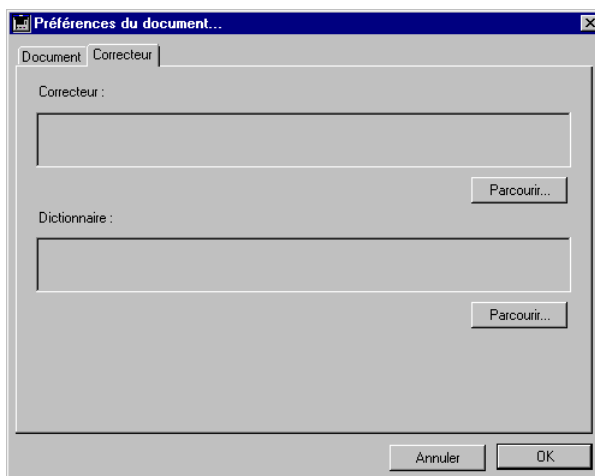 Préférences du document...
Document Correcteur
Correcteur :
Parcourir...
Dictionnaire :
Parcourir...
Annuler OK